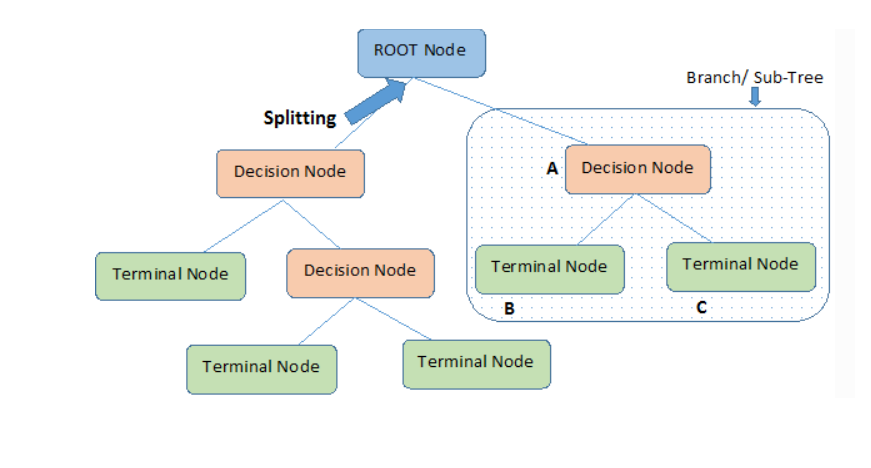 ROOT Node
Branch/ Sub-Tree
Splitting
A
Decision Node
Decision Node
Terminal Node
Decision Node
Terminal Node
Terminal Node
B
C
Terminal Node
Terminal Node